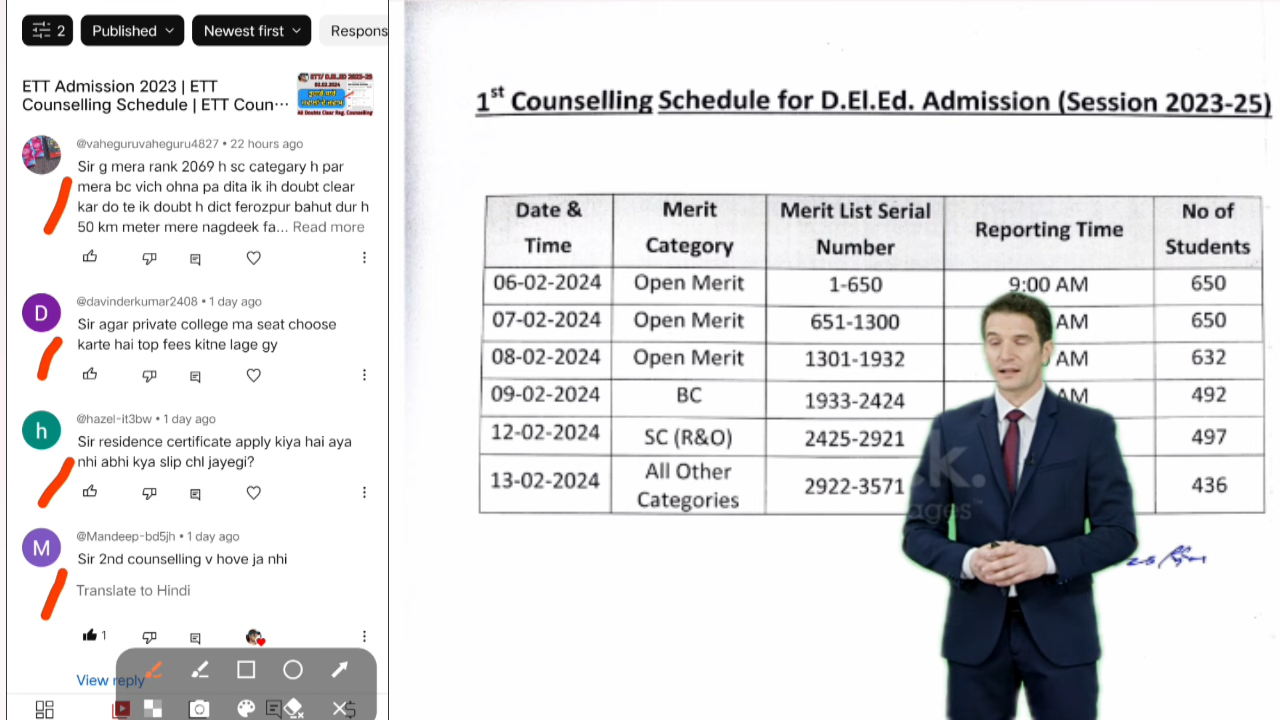 2
Published
Newest first
Respons
ETT Admission 2023 | ETT
Counselling Schedule | ETT Coun...
@vaheguruvaheguru4827 • 22 hours ago
Sir g mera rank 2069 h sc categary h par
mera bc vich ohna pa dita ik ih doubt clear
kar do te ik doubt h dict ferozpur bahut dur h
50 km meter mere nagdeek fa... Read more
D
@davinderkumar2408 • 1 day ago
Sir agar private college ma seat choose
karte hai top fees kitne lage gy
h
@hazel-it3bw • 1 day ago
Sir residence certificate apply kiya hai aya
nhi abhi kya slip chl jayegi?
M
@Mandeep-bd5jh • 1 day ago
Sir 2nd counselling v hove ja nhi
Translate to Hindi
1
View reply
1st Counselling Schedule for D.El.Ed. Admission (Session 2023-25)
Date & Time Merit Category Merit List Serial Number Reporting Time No of Students
06-02-2024 Open Merit 1-650 9:00 AM 650
07-02-2024 Open Merit 651-1300 AM 650
08-02-2024 Open Merit 1301-1932 AM 632
09-02-2024 BC 1933-2424 AM 492
12-02-2024 SC (R&O) 2425-2921 497
13-02-2024 All Other Categories 2922-3571 436